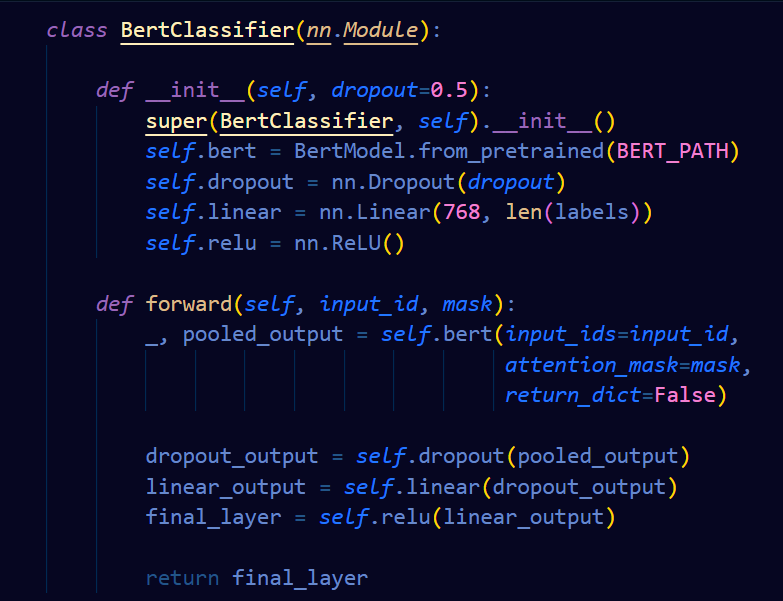 class BertClassifier(nn.Module):
def __init__(self, dropout=0.5):
super(BertClassifier, self).__init__()
self.bert = BertModel.from_pretrained(BERT_PATH)
self.dropout = nn.Dropout(dropout)
self.linear = nn.Linear(768, len(labels))
self.relu = nn.ReLU()
def forward(self, input_id, mask):
_, pooled_output = self.bert(input_ids=input_id,
attention_mask=mask,
return_dict=False)
dropout_output = self.dropout(pooled_output)
linear_output = self.linear(dropout_output)
final_layer = self.relu(linear_output)
return final_layer